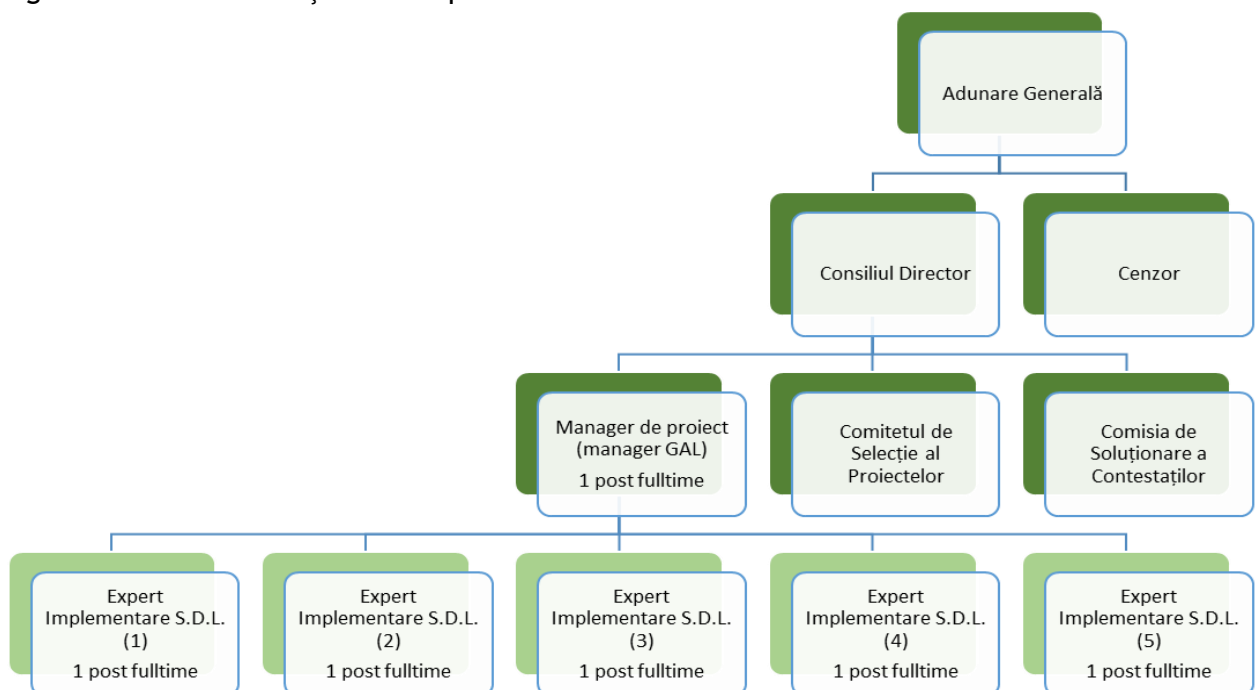 Adunare Generală
Consiliul Director
Cenzor
Manager de proiect
(manager GAL)
1 post fulltime
Comitetul de
Selecție al
Proiectelor
Comisia de
Soluționare a
Contestaților
Expert
Implementare S.D.L.
(1)
1 post fulltime
Expert
Implementare S.D.L.
(2)
1 post fulltime
Expert
Implementare S.D.L.
(3)
1 post fulltime
Expert
Implementare S.D.L.
(4)
1 post fulltime
Expert
Implementare S.D.L.
(5)
1 post fulltime